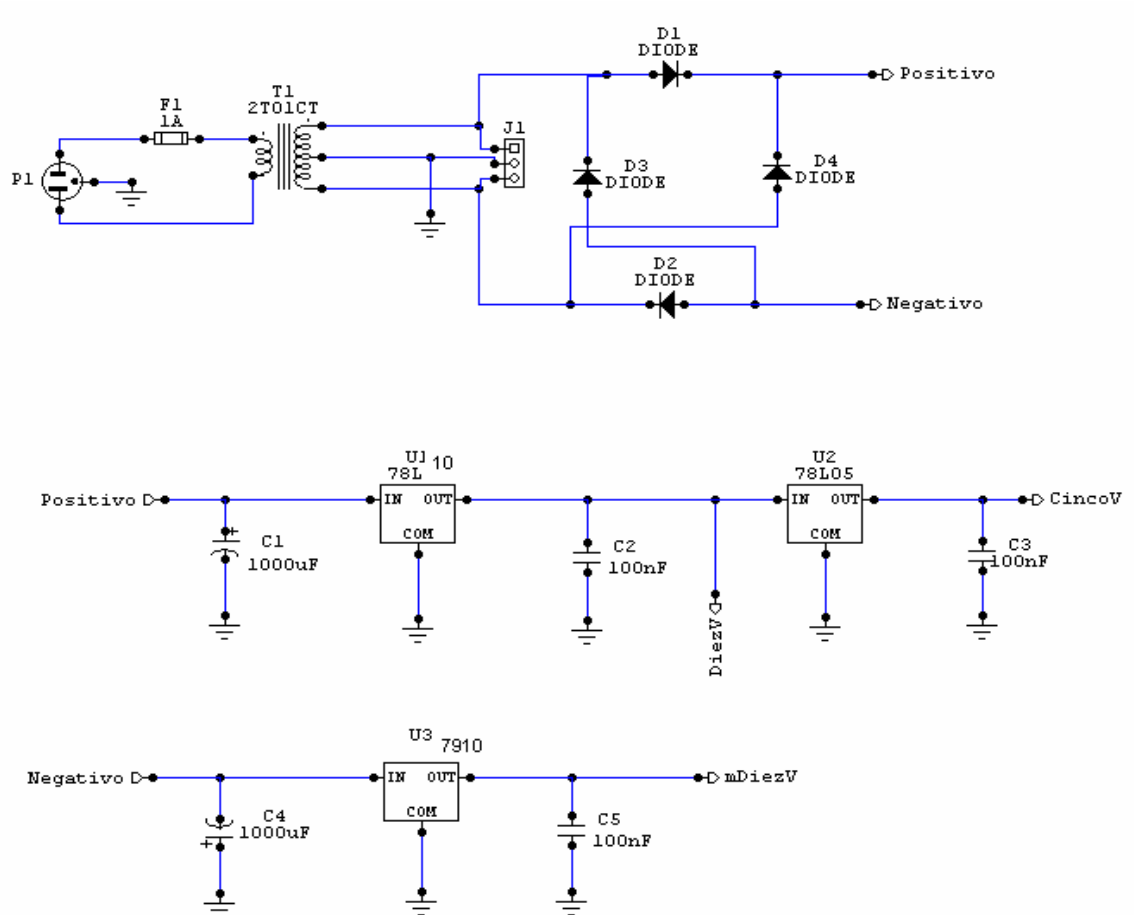 D1
DIODE
Positivo
T1
2TO1CT
F1
1A
J1
P1
D3
DIODE
D4
DIODE
D2
DIODE
Negativo
U1
78L 10
U2
78L05
Positivo
IN OUT
COM
IN OUT
COM
CincoV
C1
1000uF
C2
100nF
C3
100nF
DiezV
U3
7910
Negativo
IN OUT
COM
mDiezV
C4
1000uF
C5
100nF